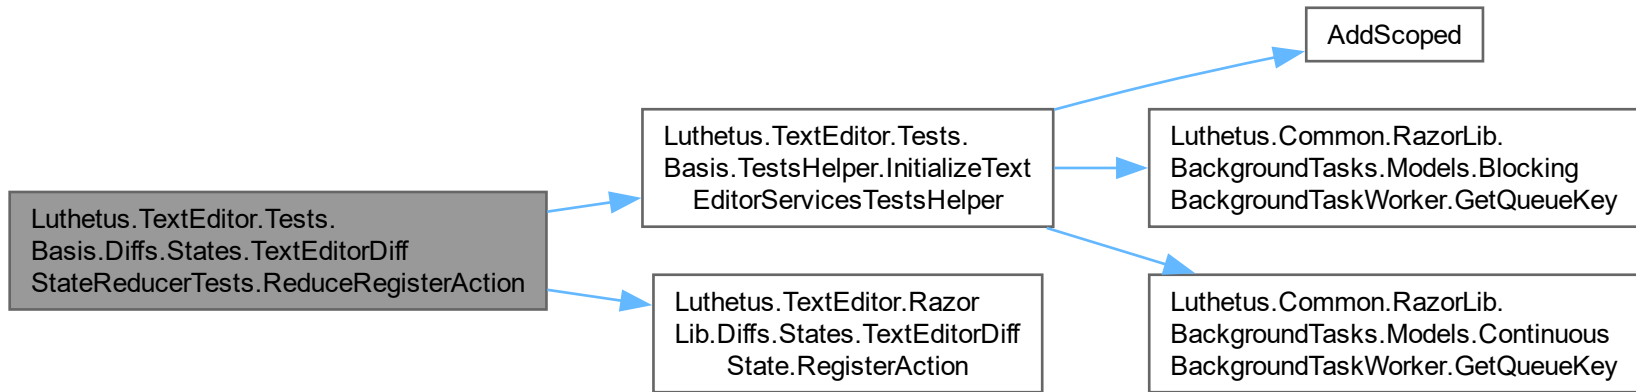 Luthetus.TextEditor.Tests.
Basis.Diffs.States.TextEditorDiff
StateReducerTests.ReduceRegisterAction
Luthetus.TextEditor.Tests.
Basis.TestsHelper.InitializeText
EditorServicesTestsHelper
AddScoped
Luthetus.Common.RazorLib.
BackgroundTasks.Models.Blocking
BackgroundTaskWorker.GetQueueKey
Luthetus.Common.RazorLib.
BackgroundTasks.Models.Continuous
BackgroundTaskWorker.GetQueueKey
Luthetus.TextEditor.Razor
Lib.Diffs.States.TextEditorDiff
State.RegisterAction